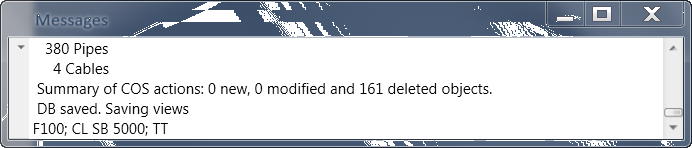 Messages
380 Pipes
4 Cables
Summary of COS actions: 0 new, 0 modified and 161 deleted objects.
DB saved. Saving views
F100; CL SB 5000; TT